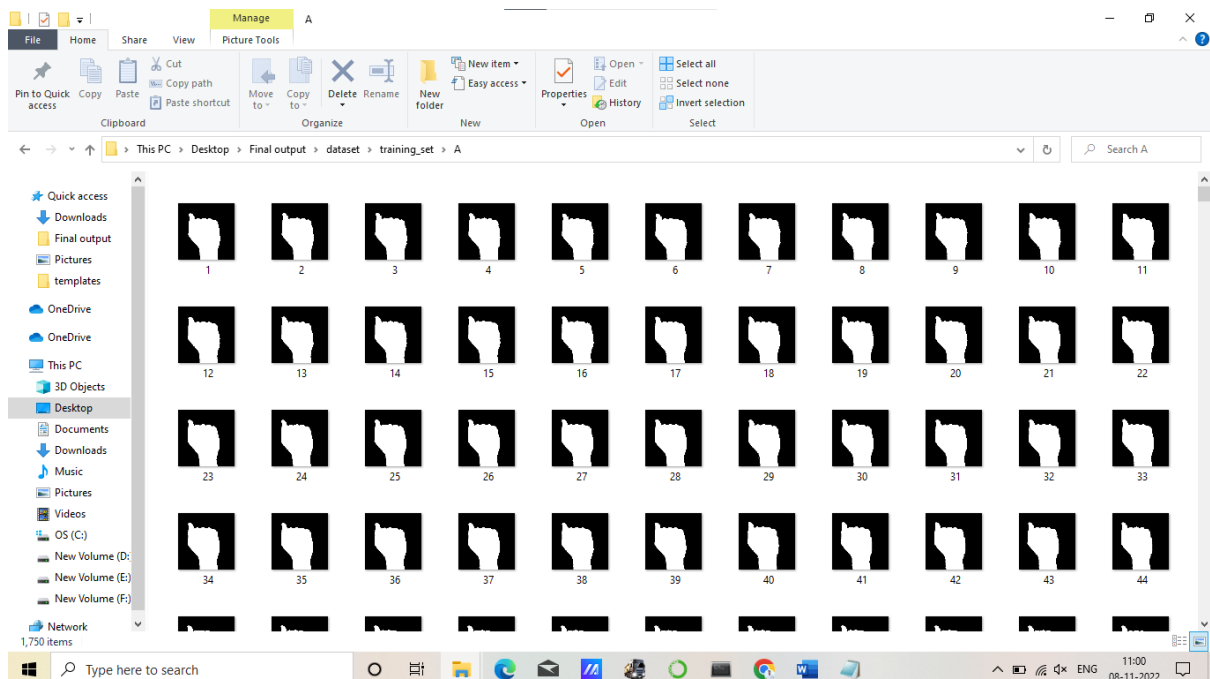 Manage A
File Home Share View Picture Tools
Pin to Quick access
Copy
Paste
Cut
Copy path
Paste shortcut
Clipboard
Move to
Copy to
Delete
Rename
Organize
New folder
New item
Easy access
New
Properties
Open
Edit
History
Open
Select all
Select none
Invert selection
Select
This PC > Desktop > Final output > dataset > training_set > A
Search A
Quick access
Downloads
Final output
Pictures
templates
OneDrive
OneDrive
This PC
3D Objects
Desktop
Documents
Downloads
Music
Pictures
Videos
OS (C:)
New Volume (D:
New Volume (E:)
New Volume (F:)
Network
1 2 3 4 5 6 7 8 9 10 11
12 13 14 15 16 17 18 19 20 21 22
23 24 25 26 27 28 29 30 31 32 33
34 35 36 37 38 39 40 41 42 43 44
1,750 items
Type here to search
ENG
11:00
08-11-2022